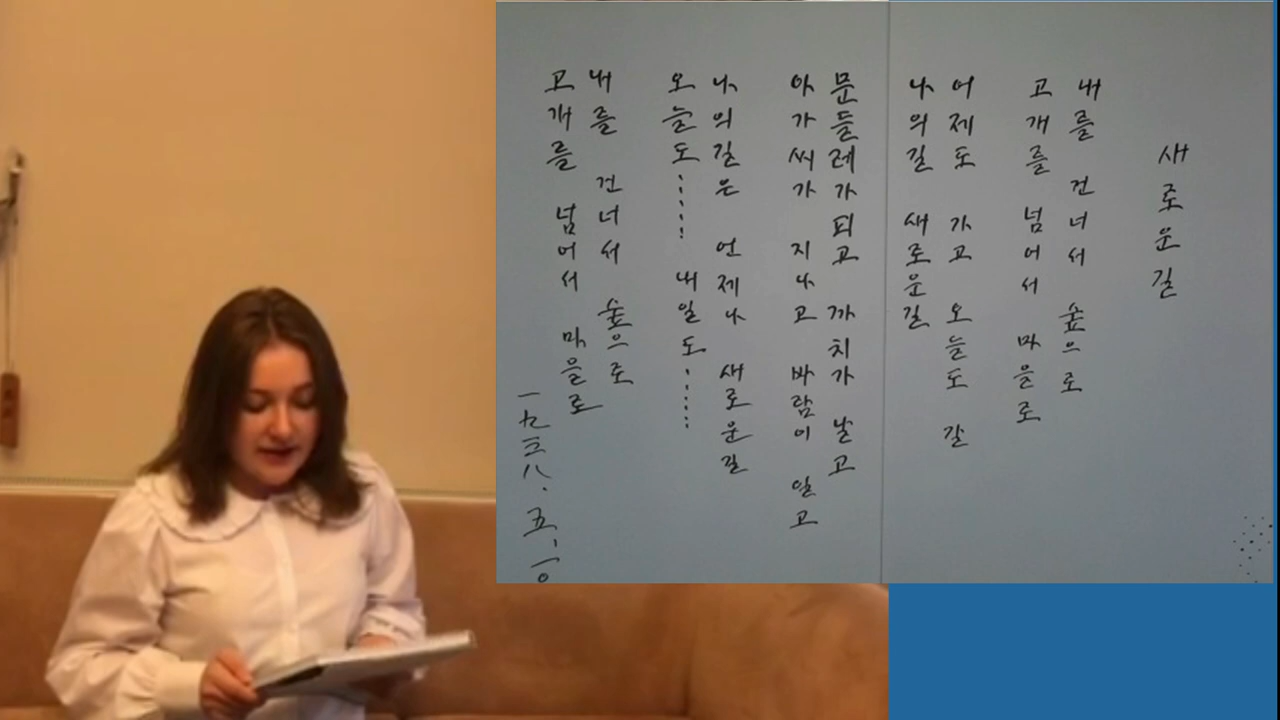 새로운길
내를 건너서 숲으로
고개를 넘어서 마을로
어제도 가고 오늘도 갈
나의길 새로운길
문들레가피고 까치가 날고
아가씨가 지나고 바람이 일고
나의길은 언제나 새로운길
오늘도…… 내일도……
내를 건너서 숲으로
고개를 넘어서 마을로
一九三八.五、一○